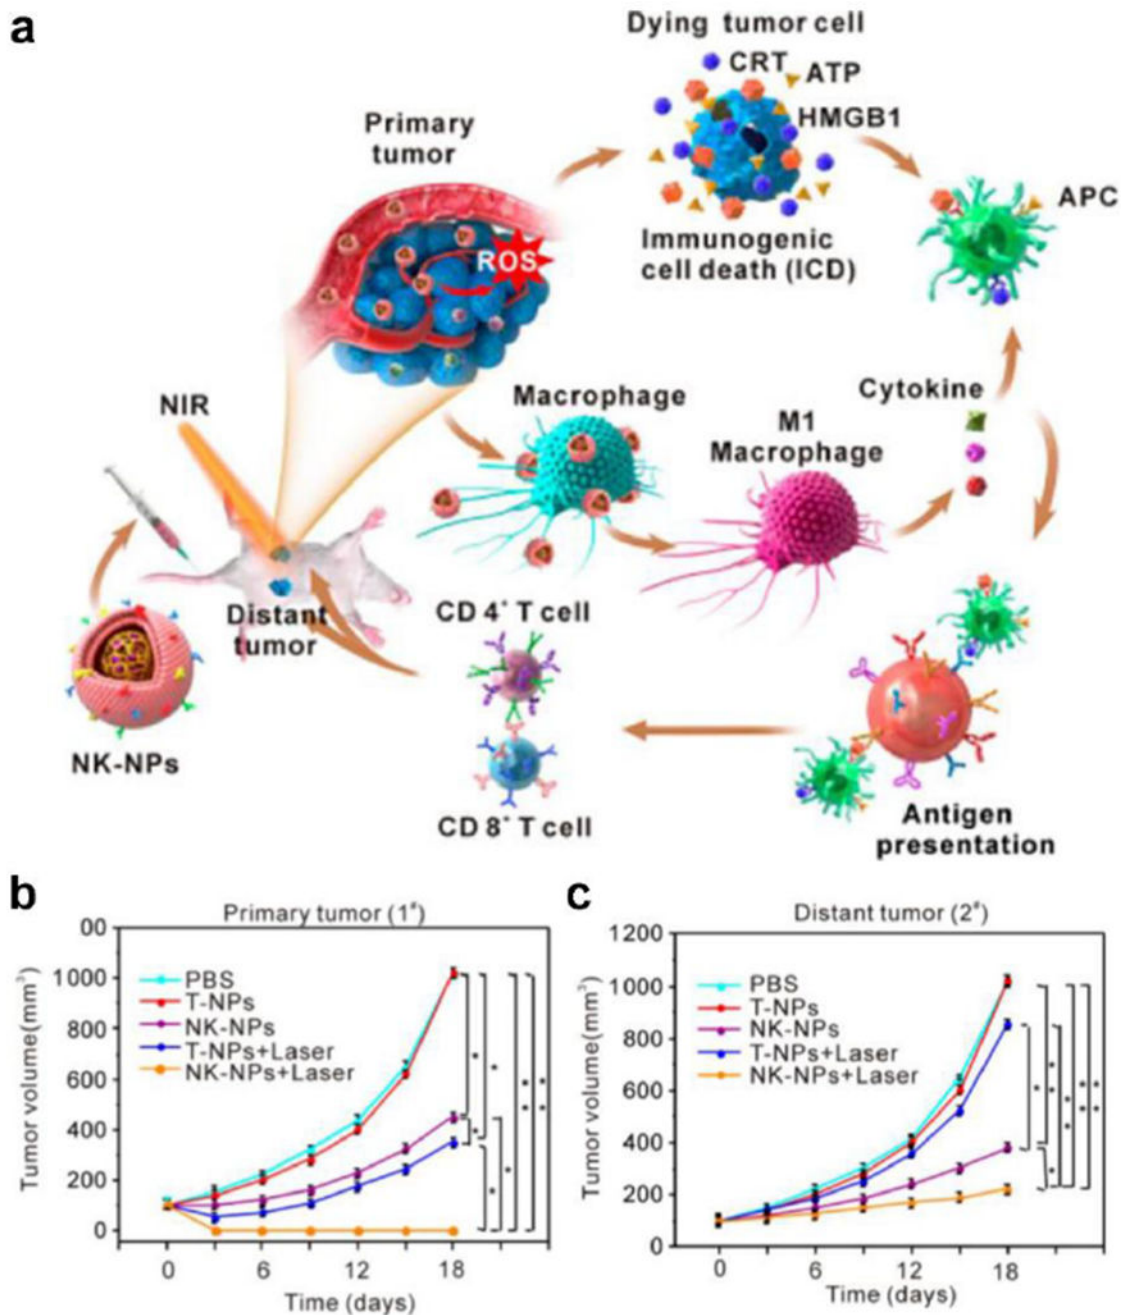 a
Dying tumor cell
CRT
ATP
HMGB1
Primary
tumor
ROS
APC
Immunogenic
cell death (ICD)
NIR
Macrophage
Cytokine
M1
Macrophage
Distant
tumor
CD 4⁺ T cell
NK-NPs
CD 8⁺ T cell
Antigen
presentation
b
Primary tumor (1#)
00
1000
800
600
400
200
0
Tumor volume(mm³)
PBS
T-NPs
NK-NPs
T-NPs+Laser
NK-NPs+Laser
* * * * * * * * * *
0 6 12 18
Time (days)
c
Distant tumor (2#)
1200
1000
800
600
400
200
0
Tumor volume(mm³)
PBS
T-NPs
NK-NPs
T-NPs+Laser
NK-NPs+Laser
* * * * * * * * * *
0 6 12 18
Time (days)